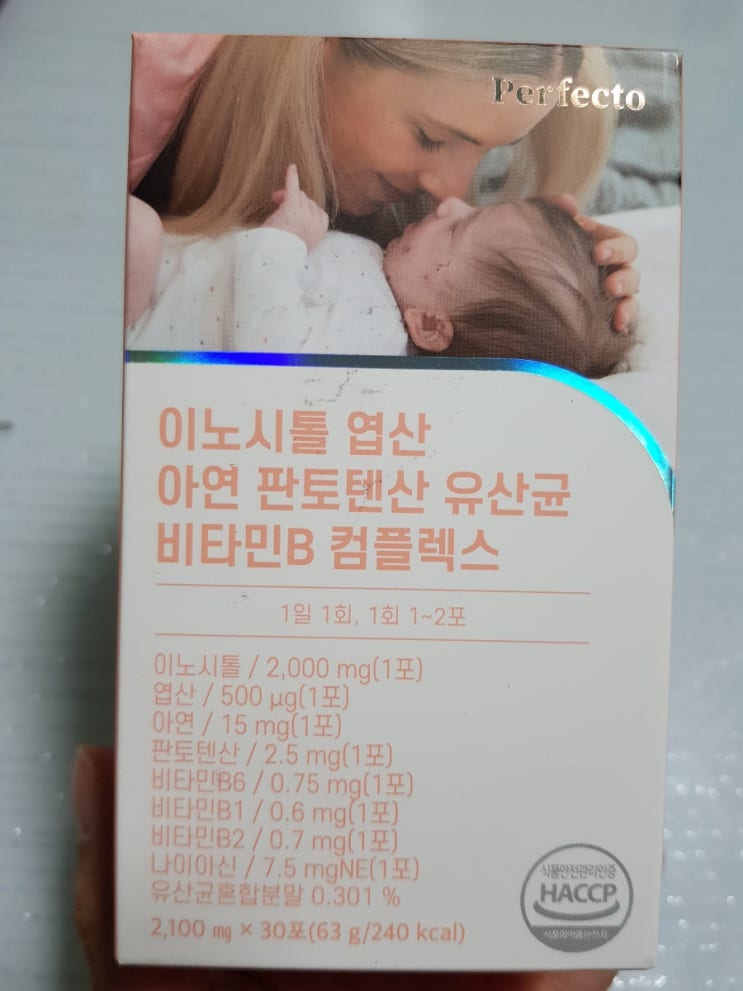 Perfecto
이노시톨 엽산
아연 판토텐산 유산균
비타민B 컴플렉스
1일 1회, 1회 1~2포
이노시톨 / 2,000 mg(1포)
엽산 / 500 μg(1포)
아연 / 15 mg(1포)
판토텐산 / 2.5 mg(1포)
비타민B6 / 0.75 mg(1포)
비타민B1 / 0.6 mg(1포)
비타민B2 / 0.7 mg(1포)
나이아신 / 7.5 mgNE(1포)
유산균혼합분말 0.301 %
2,100 ㎎ × 30포(63 g/240 kcal)
식품안전관리인증
HACCP
식품의약품안전처